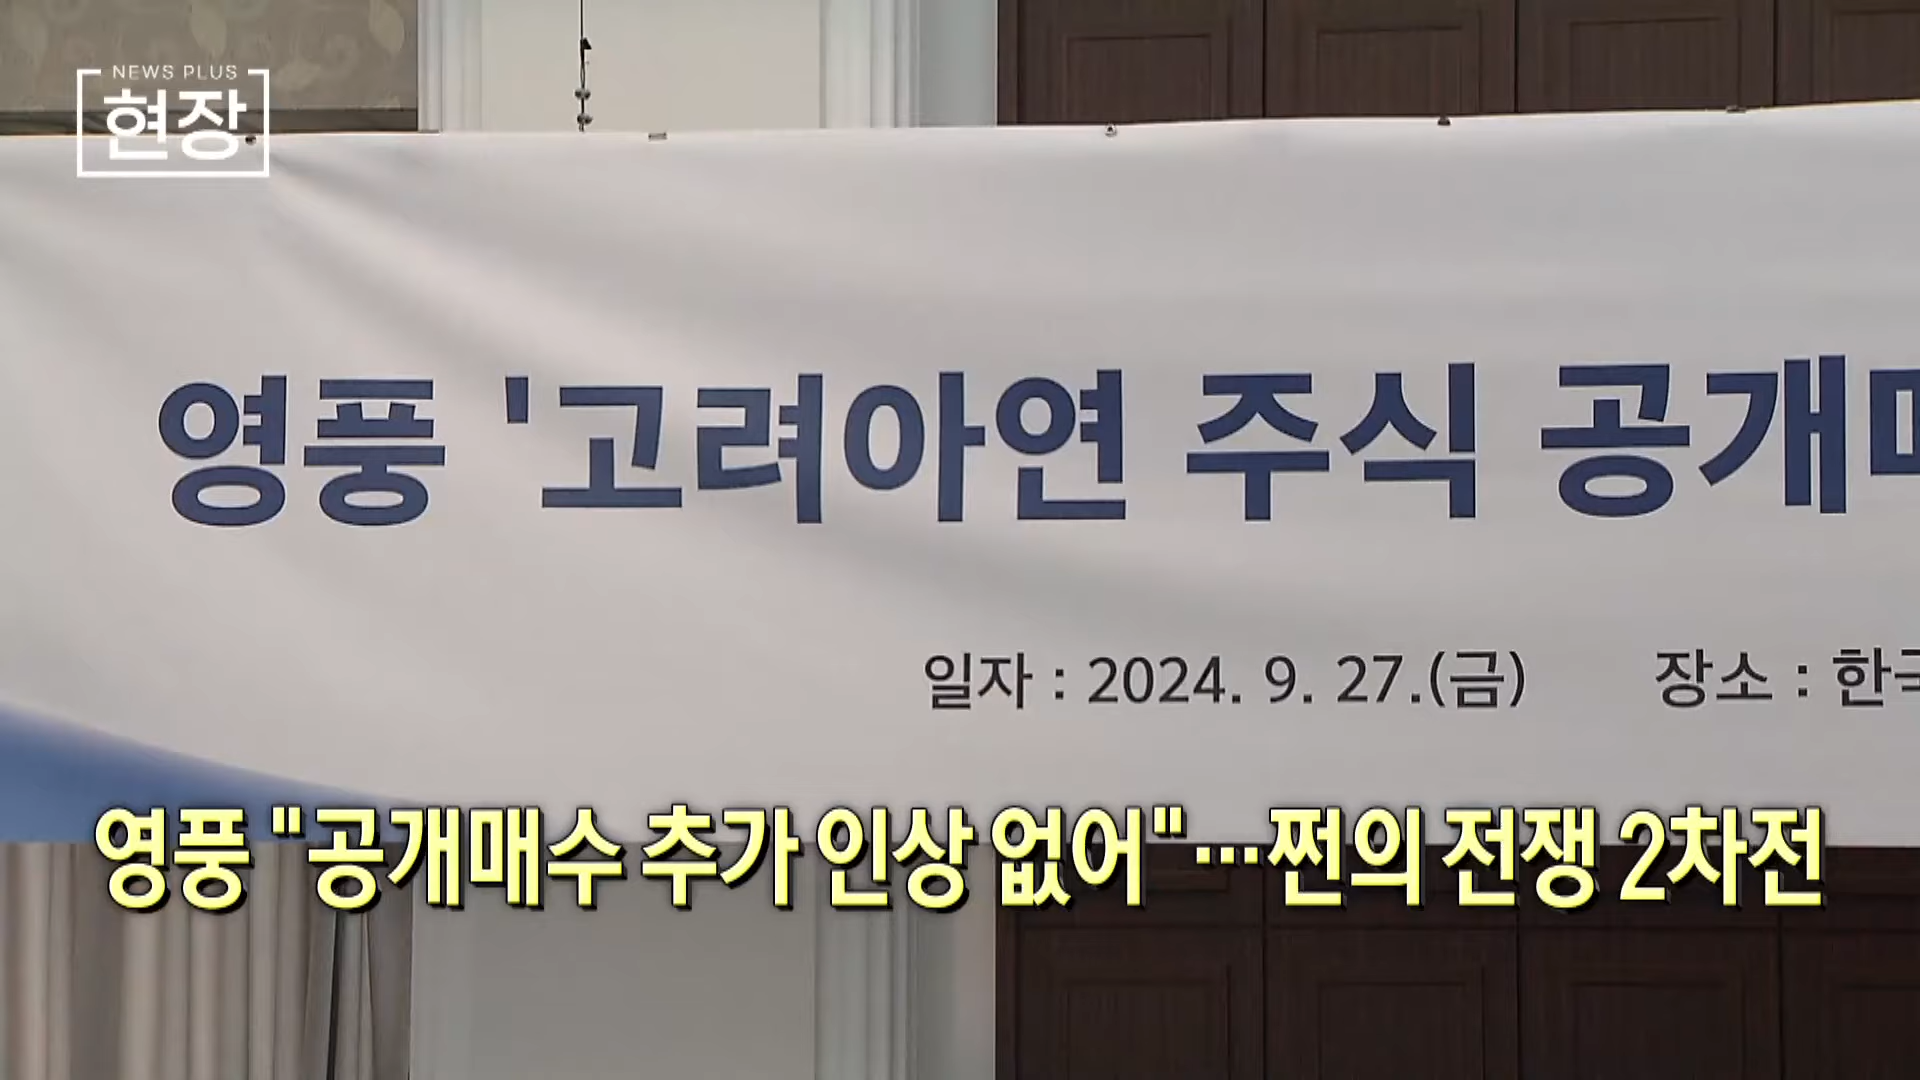 NEWS PLUS
현장
영풍 '고려아연 주식 공개
일자 : 2024. 9. 27.(금) 장소 :
영풍 "공개매수 추가 인상 없어"…쩐의 전쟁 2차전